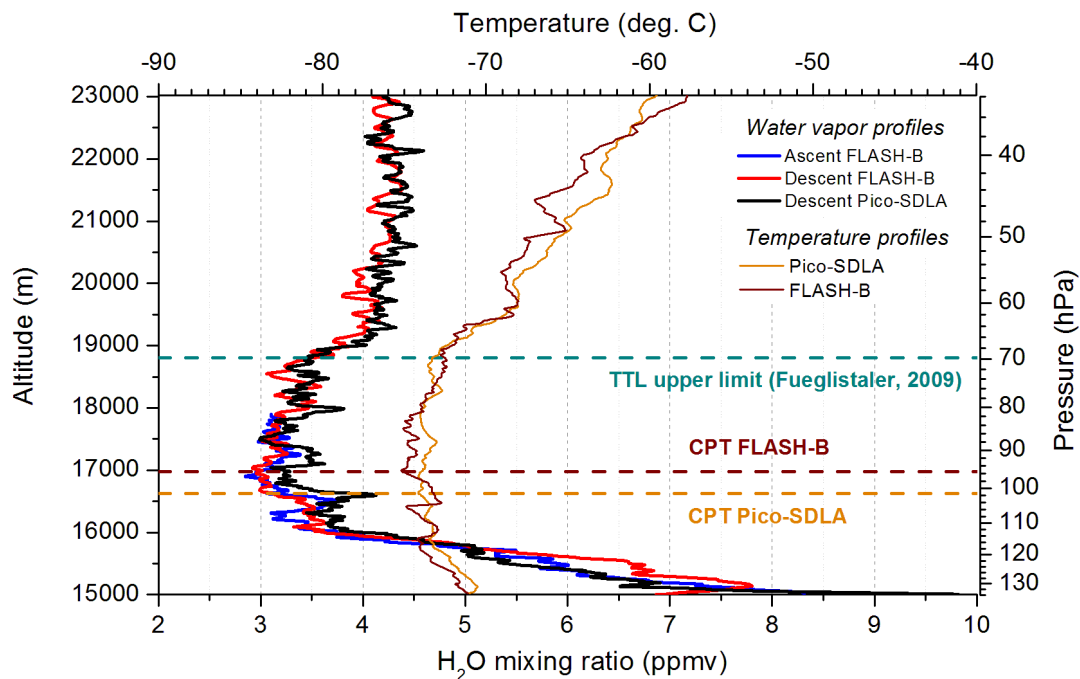 Temperature (deg. C)
-90 -80 -70 -60 -50 -40
23000
22000
21000
20000
19000
18000
17000
16000
15000
Altitude (m)
Water vapor profiles
Ascent FLASH-B
Descent FLASH-B
Descent Pico-SDLA
Temperature profiles
Pico-SDLA
FLASH-B
TTL upper limit (Fueglistaler, 2009)
CPT FLASH-B
CPT Pico-SDLA
40
50
60
70
80
90
100
110
120
130
Pressure (hPa)
2 3 4 5 6 7 8 9 10
H₂O mixing ratio (ppmv)